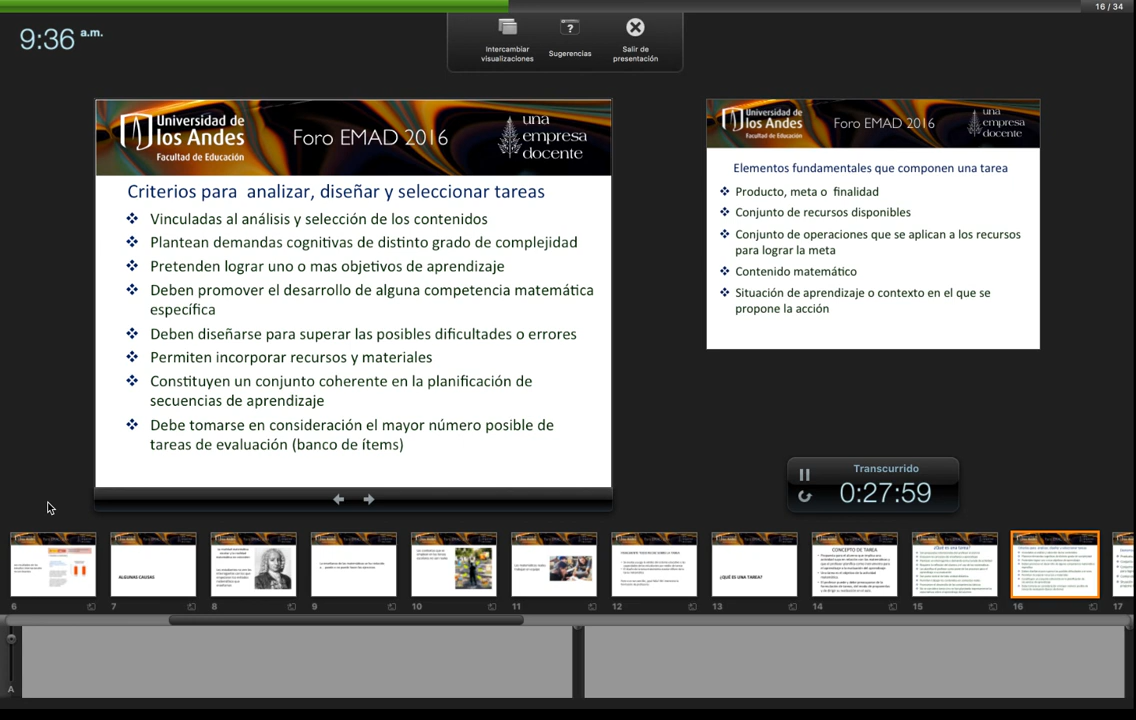 16 / 34
9:36 a.m.
Intercambiar
visualizaciones
Sugerencias
Salir de
presentación
Universidad de
los Andes
Facultad de Educación
Foro EMAD 2016
una
empresa
docente
Criterios para analizar, diseñar y seleccionar tareas
Vinculadas al análisis y selección de los contenidos
Plantean demandas cognitivas de distinto grado de complejidad
Pretenden lograr uno o mas objetivos de aprendizaje
Deben promover el desarrollo de alguna competencia matemática
específica
Deben diseñarse para superar las posibles dificultades o errores
Permiten incorporar recursos y materiales
Constituyen un conjunto coherente en la planificación de
secuencias de aprendizaje
Debe tomarse en consideración el mayor número posible de
tareas de evaluación (banco de ítems)
Universidad de
los Andes
Facultad de Educación
Foro EMAD 2016
una
empresa
docente
Elementos fundamentales que componen una tarea
Producto, meta o finalidad
Conjunto de recursos disponibles
Conjunto de operaciones que se aplican a los recursos
para lograr la meta
Contenido matemático
Situación de aprendizaje o contexto en el que se
propone la acción
Transcurrido
0:27:59
ALGUNAS CAUSAS
¿QUÉ ES UNA TAREA?
CONCEPTO DE TAREA
¿Qué es una tarea?
6
7
8
9
10
11
12
13
14
15
16
17
A